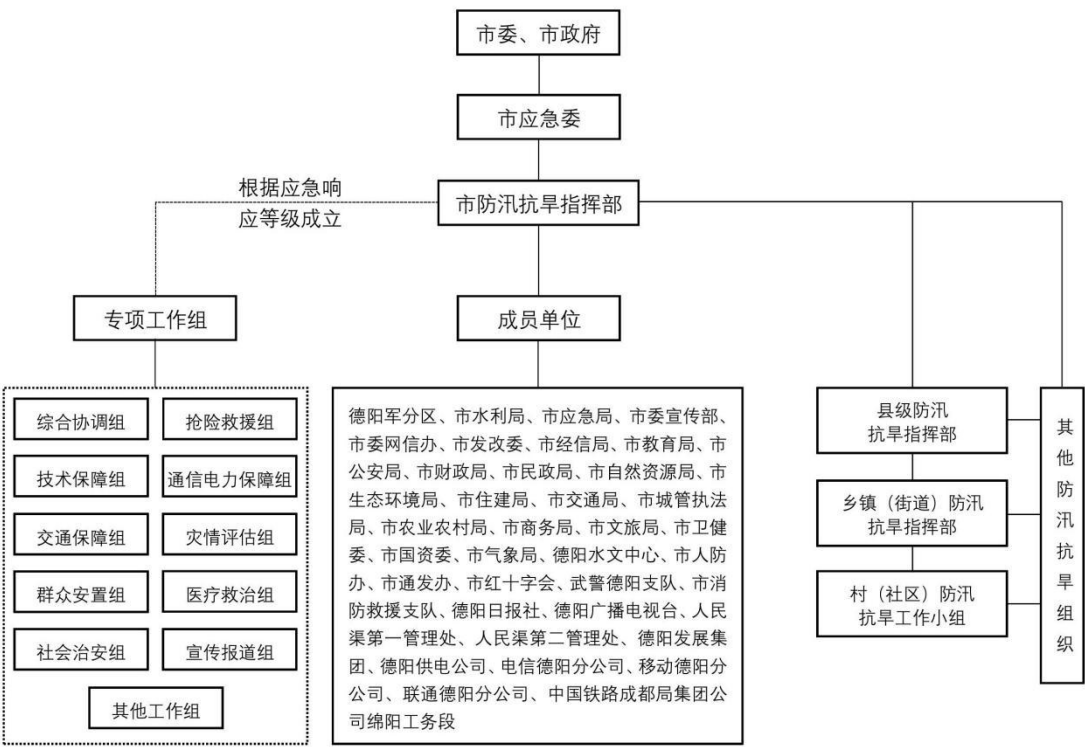 市委、市政府
市应急委
根据应急响
应等级成立
市防汛抗旱指挥部
专项工作组
成员单位
综合协调组
抢险救援组
技术保障组
通信电力保障组
交通保障组
灾情评估组
群众安置组
医疗救治组
社会治安组
宣传报道组
其他工作组
德阳军分区、市水利局、市应急局、市委宣传部、
市委网信办、市发改委、市经信局、市教育局、市
公安局、市财政局、市民政局、市自然资源局、市
生态环境局、市住建局、市交通局、市城管执法
局、市农业农村局、市商务局、市文旅局、市卫健
委、市国资委、市气象局、德阳水文中心、市人防
办、市通发办、市红十字会、武警德阳支队、市消
防救援支队、德阳日报社、德阳广播电视台、人民
渠第一管理处、人民渠第二管理处、德阳发展集
团、德阳供电公司、电信德阳分公司、移动德阳分
公司、联通德阳分公司、中国铁路成都局集团公
司绵阳工务段
县级防汛
抗旱指挥部
乡镇（街道）防汛
抗旱指挥部
村（社区）防汛
抗旱工作小组
其他防汛抗旱组织